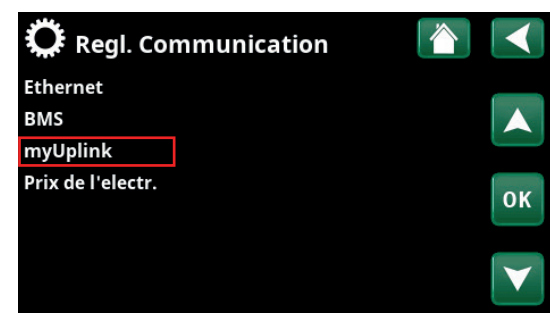 Regl. Communication
Ethernet
BMS
myUplink
Prix de l'electr.
OK